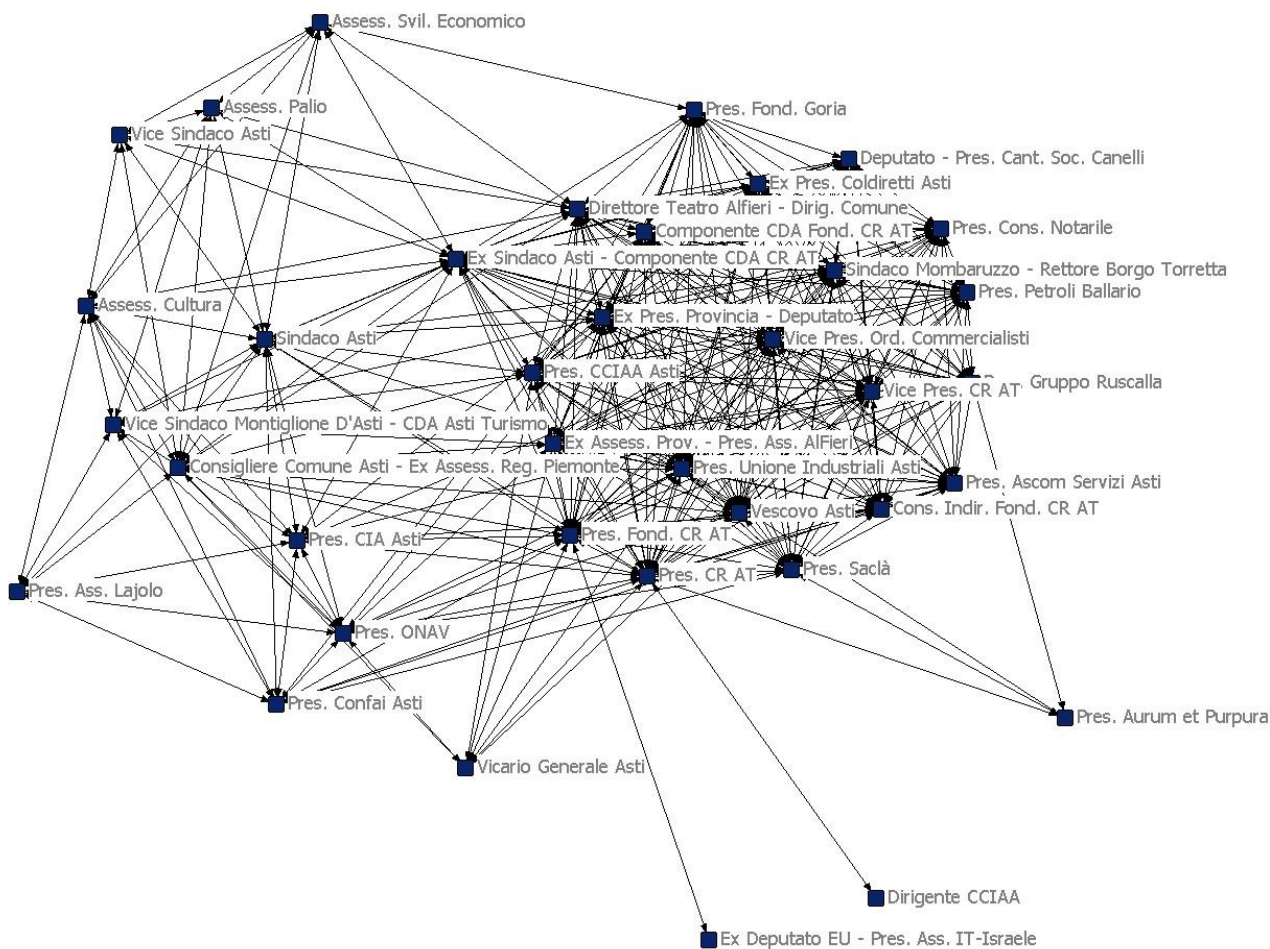 Assess. Svil. Economico
Assess. Palio
Pres. Fond. Goria
Vice Sindaco Asti
Deputato - Pres. Cant. Soc. Canelli
Ex Pres. Coldiretti Asti
Direttore Teatro Alfieri - Dirig. Comune
Componente CDA Fond. CR AT
Pres. Cons. Notarile
Ex Sindaco Asti - Componente CDA CR AT
Sindaco Mombaruzzo - Rettore Borgo Torretta
Pres. Petroli Ballario
Assess. Cultura
Ex Pres. Provincia - Deputato
Sindaco Asti
Vice Pres. Ord. Commercialisti
Pres. CCIAA Asti
Gruppo Ruscalla
Vice Pres. CR AT
Vice Sindaco Montiglione D'Asti - CDA Asti Turismo
Ex Assess. Prov. - Pres. Ass. AlFieri
Consigliere Comune Asti - Ex Assess. Reg. Piemonte
Pres. Unione Industriali Asti
Pres. Ascom Servizi Asti
Vescovo Asti
Cons. Indir. Fond. CR AT
Pres. Fond. CR AT
Pres. CIA Asti
Pres. CR AT
Pres. Saclà
Pres. Ass. Lajolo
Pres. ONAV
Pres. Confai Asti
Pres. Aurum et Purpura
Vicario Generale Asti
Dirigente CCIAA
Ex Deputato EU - Pres. Ass. IT-Israele